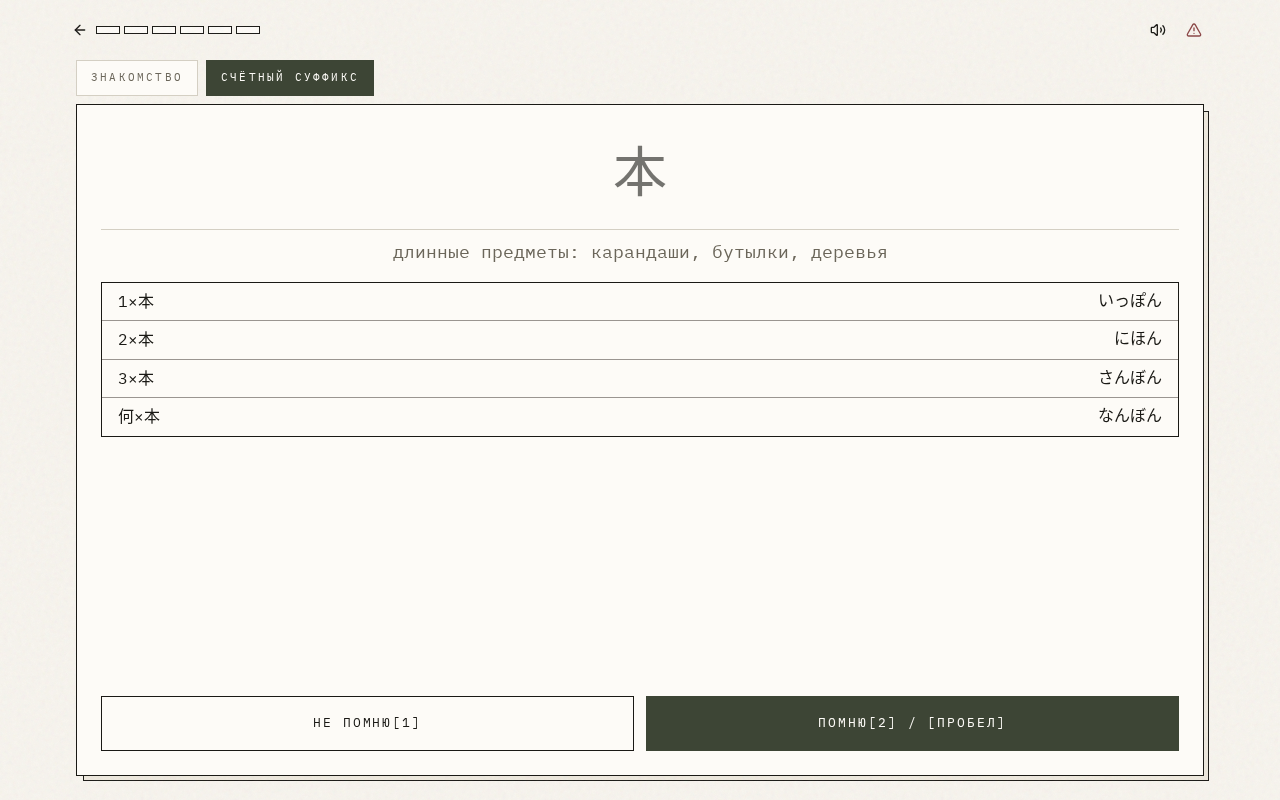 ЗНАКОМСТВО
СЧЁТНЫЙ СУФФИКС
本
длинные предметы: карандаши, бутылки, деревья
1×本 いっぽん
2×本 にほん
3×本 さんぼん
何×本 なんぼん
НЕ ПОМНЮ[1]
ПОМНЮ[2] / [ПРОБЕЛ]